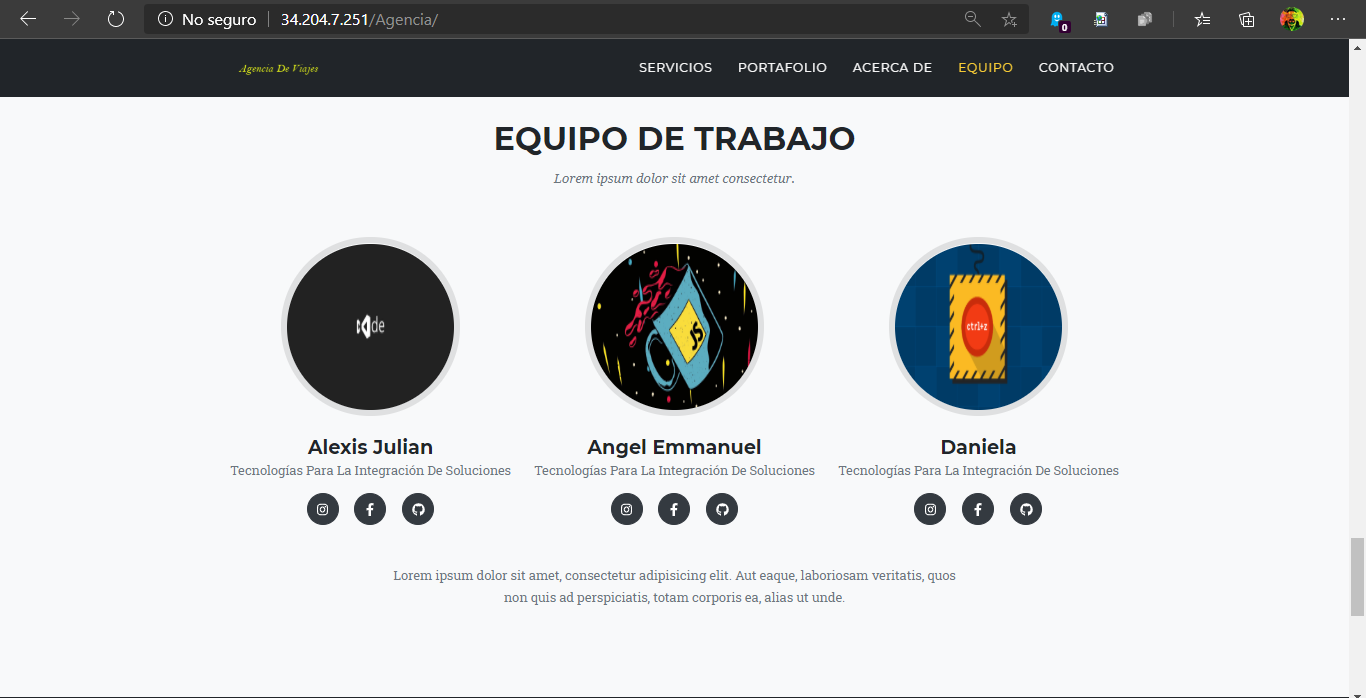 No seguro | 34.204.7.251/Agencia/
0
Agencia De Viajes
SERVICIOS PORTAFOLIO ACERCA DE EQUIPO CONTACTO
EQUIPO DE TRABAJO
Lorem ipsum dolor sit amet consectetur.
de
JS
ctrl+z
Alexis Julian
Tecnologías Para La Integración De Soluciones
Angel Emmanuel
Tecnologías Para La Integración De Soluciones
Daniela
Tecnologías Para La Integración De Soluciones
Lorem ipsum dolor sit amet, consectetur adipisicing elit. Aut eaque, laboriosam veritatis, quos
non quis ad perspiciatis, totam corporis ea, alias ut unde.